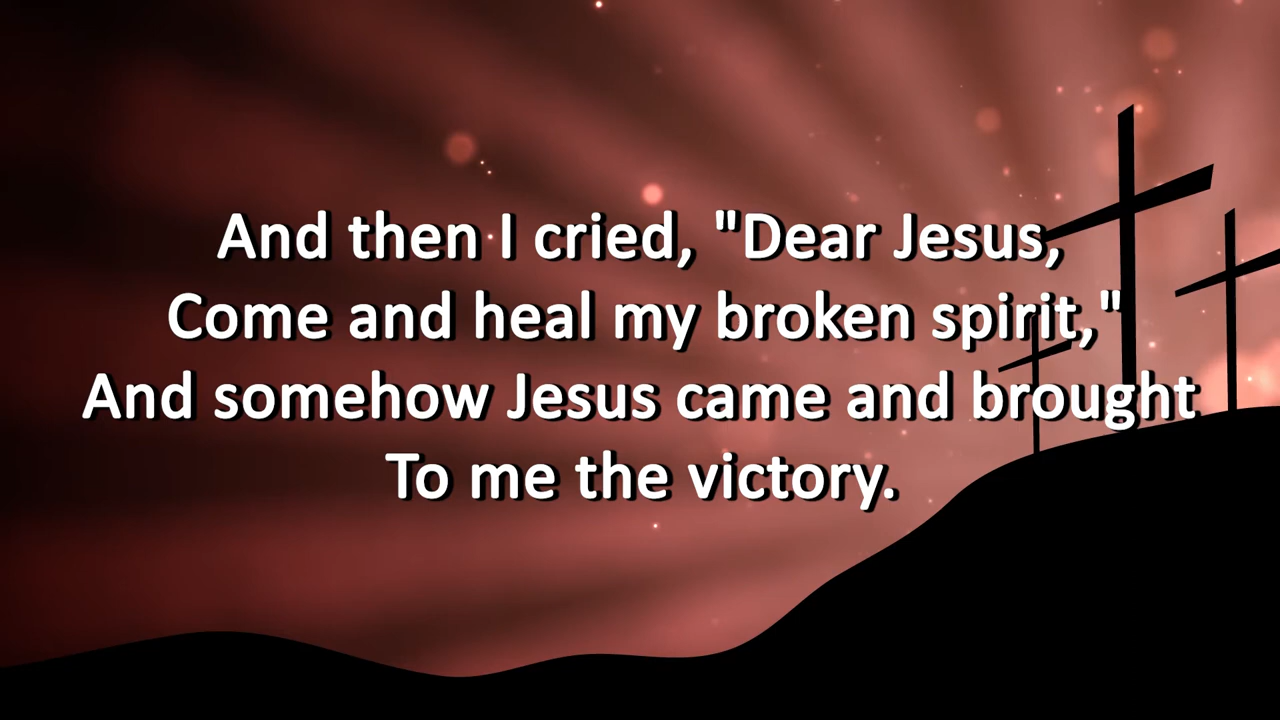 And then I cried, "Dear Jesus,
Come and heal my broken spirit,"
And somehow Jesus came and brought
To me the victory.